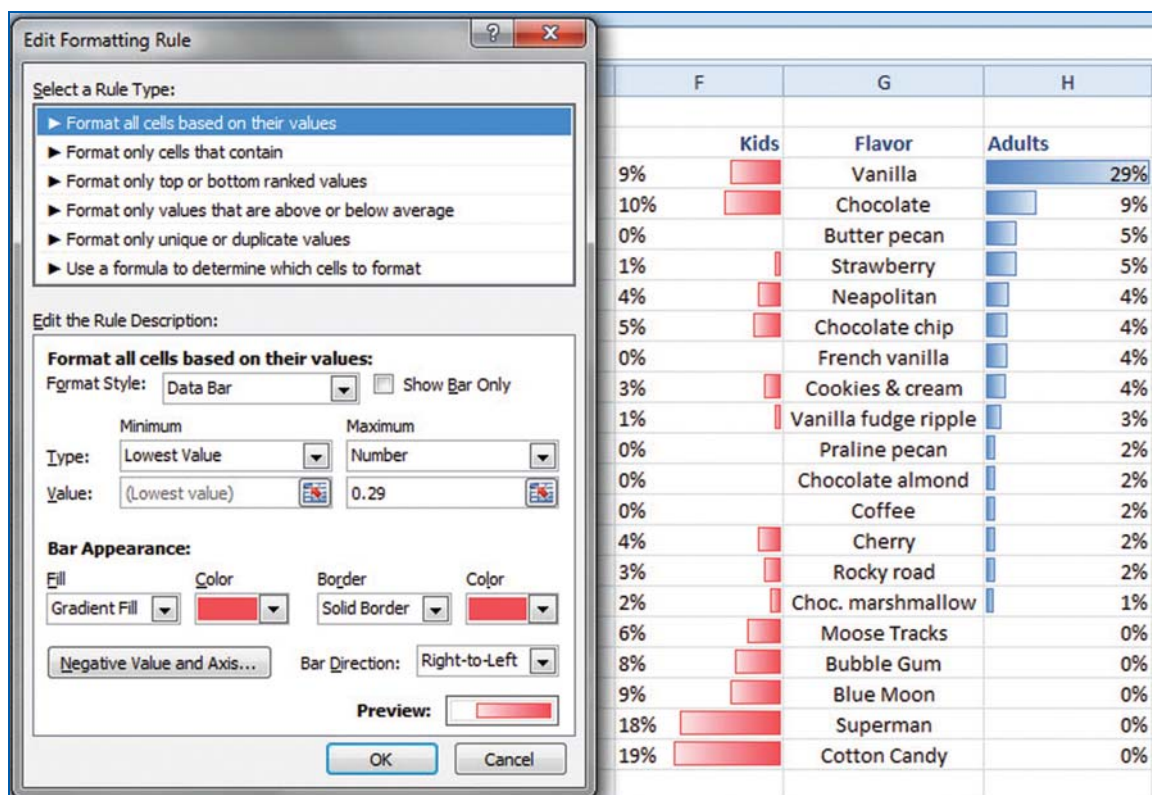 Edit Formatting Rule
?
X
Select a Rule Type:
► Format all cells based on their values
► Format only cells that contain
► Format only top or bottom ranked values
► Format only values that are above or below average
► Format only unique or duplicate values
► Use a formula to determine which cells to format
Edit the Rule Description:
Format all cells based on their values:
Format Style: Data Bar Show Bar Only
Minimum Maximum
Type: Lowest Value Number
Value: (Lowest value) 0.29
Bar Appearance:
Fill Color Border Color
Gradient Fill Solid Border
Negative Value and Axis... Bar Direction: Right-to-Left
Preview:
OK Cancel
F G H
Kids Flavor Adults
9% Vanilla 29%
10% Chocolate 9%
0% Butter pecan 5%
1% Strawberry 5%
4% Neapolitan 4%
5% Chocolate chip 4%
0% French vanilla 4%
3% Cookies & cream 4%
1% Vanilla fudge ripple 3%
0% Praline pecan 2%
0% Chocolate almond 2%
0% Coffee 2%
4% Cherry 2%
3% Rocky road 2%
2% Choc. marshmallow 1%
6% Moose Tracks 0%
8% Bubble Gum 0%
9% Blue Moon 0%
18% Superman 0%
19% Cotton Candy 0%